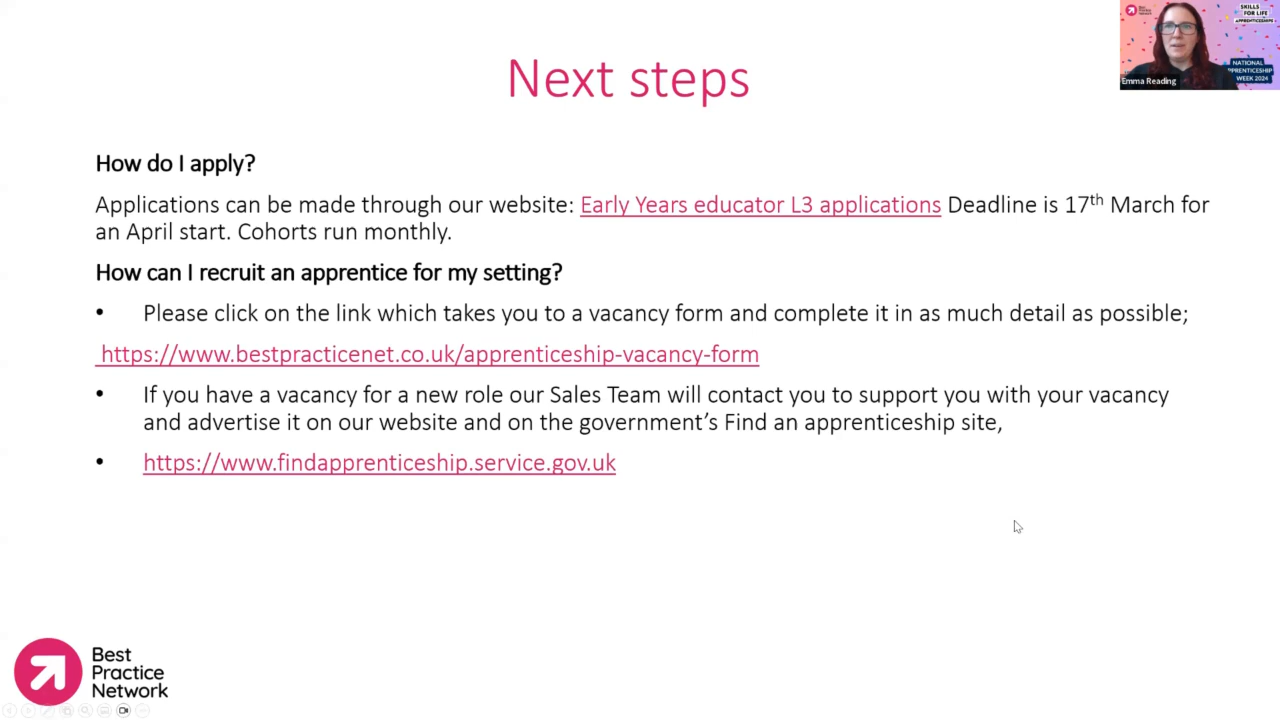 Best
Practice
Network
SKILLS
FOR LIFE
APPRENTICESHIPS
NATIONAL
APPRENTICESHIP
WEEK 2024
Emma Reading
Next steps
How do I apply?
Applications can be made through our website: Early Years educator L3 applications Deadline is 17th March for
an April start. Cohorts run monthly.
How can I recruit an apprentice for my setting?
• Please click on the link which takes you to a vacancy form and complete it in as much detail as possible;
https://www.bestpracticenet.co.uk/apprenticeship-vacancy-form
• If you have a vacancy for a new role our Sales Team will contact you to support you with your vacancy
and advertise it on our website and on the government’s Find an apprenticeship site,
• https://www.findapprenticeship.service.gov.uk
Best
Practice
Network